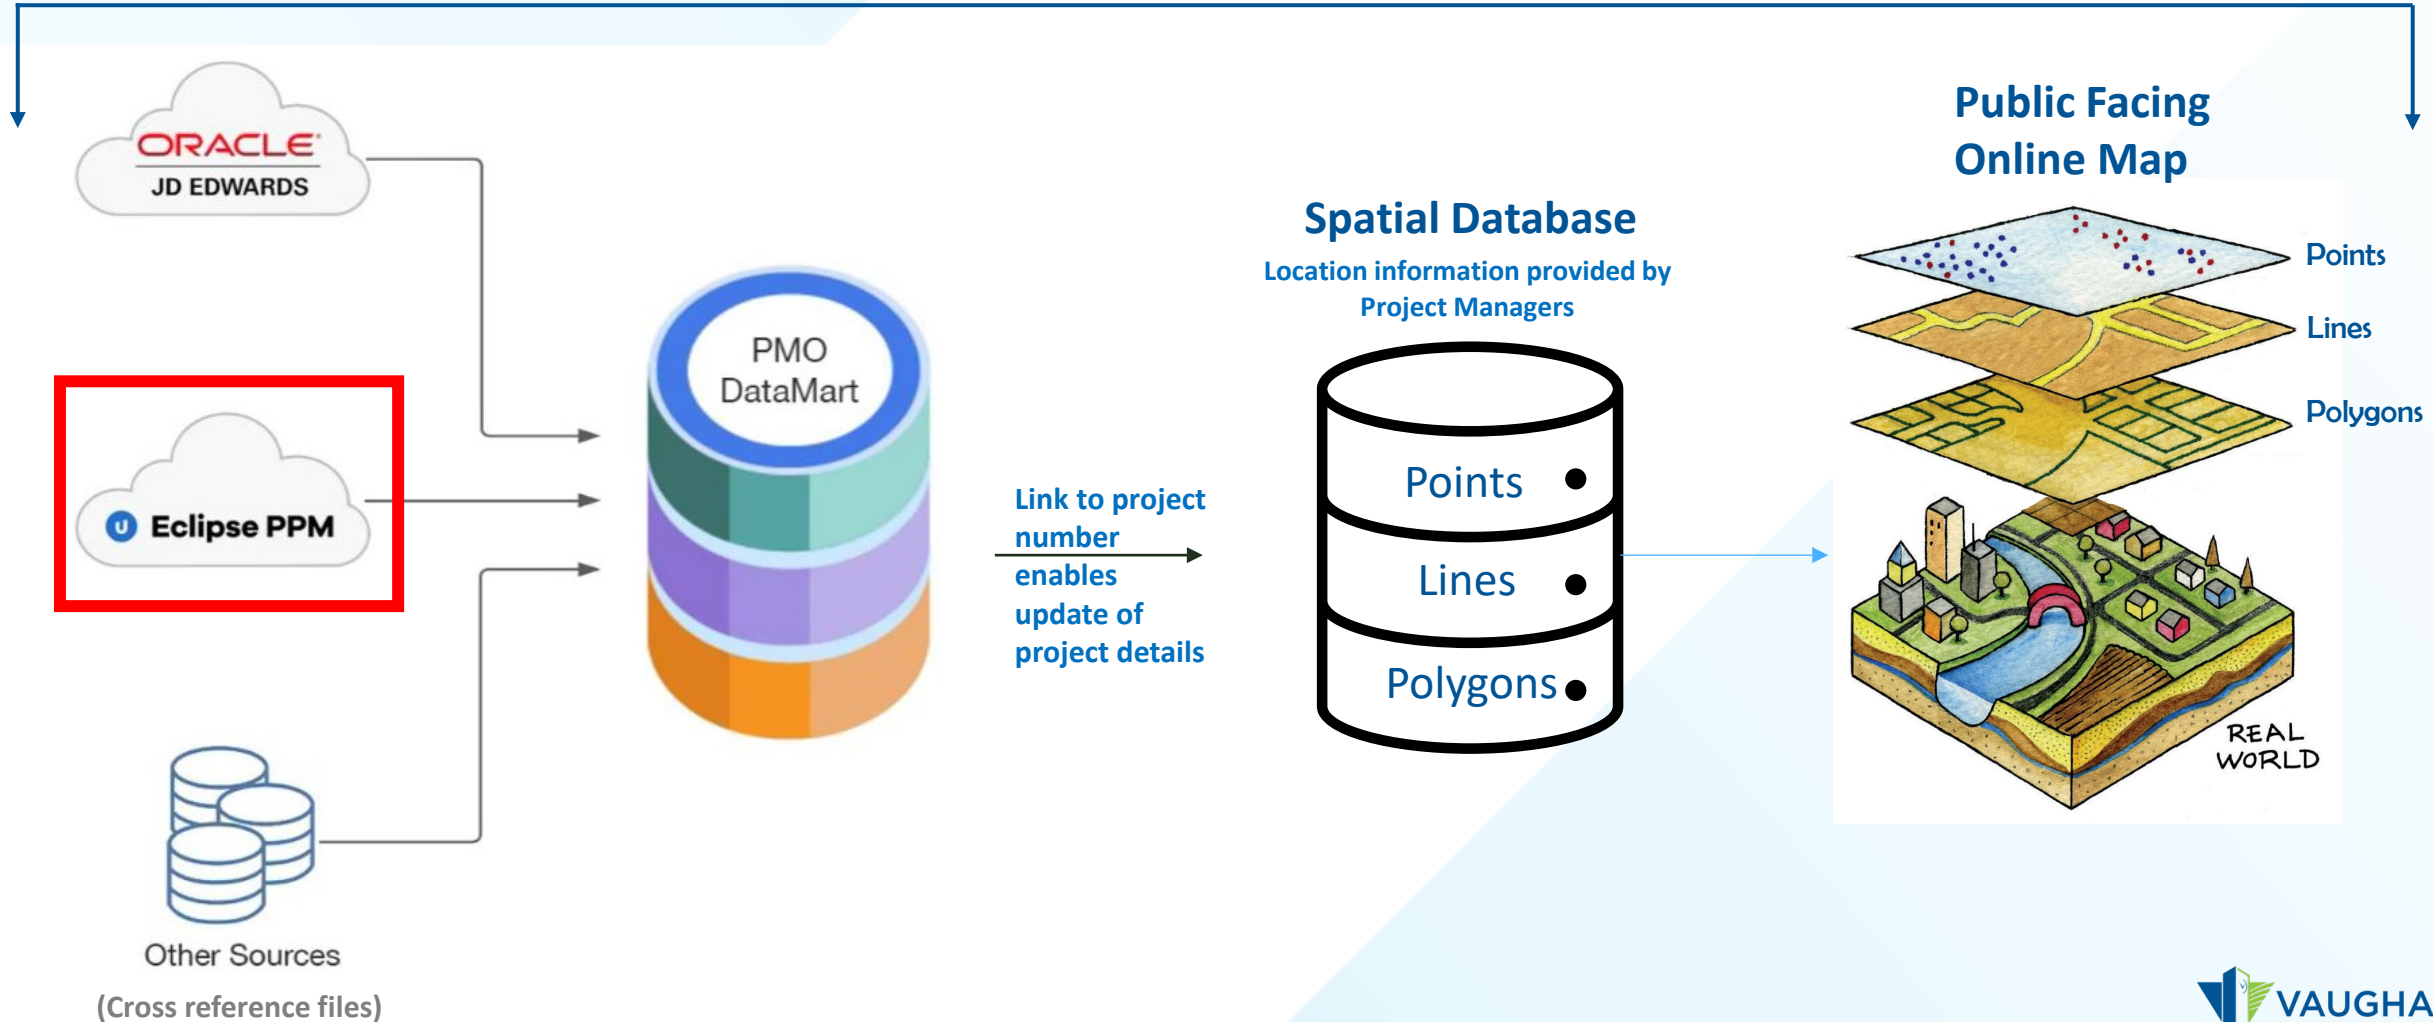 ORACLE
JD EDWARDS
Eclipse PPM
Other Sources
(Cross reference files)
PMO
DataMart
Link to project
number
enables
update of
project details
Spatial Database
Location information provided by
Project Managers
Points
Lines
Polygons
Public Facing
Online Map
Points
Lines
Polygons
REAL
WORLD
VAUGHA